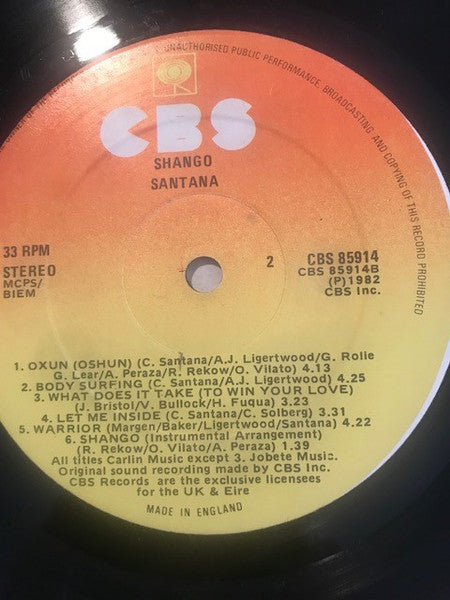 UNAUTHORISED PUBLIC PERFORMANCE, BROADCASTING AND COPYING OF THIS RECORD PROHIBITED
CBS
SHANGO
SANTANA
33 RPM
STEREO
MCPS/
BIEM
2
CBS 85914
CBS 85914B
(P)1982
CBS Inc.
1. OXUN (OSHUN) (C. Santana/A.J. Ligertwood/G. Rolie
G. Lear/A. Peraza/R. Rekow/O. Vilato) 4.13
2. BODY SURFING (C. Santana/A.J. Ligertwood) 4.25
3. WHAT DOES IT TAKE (TO WIN YOUR LOVE)
(J. Bristol/V. Bullock/H. Fuqua) 3.23
4. LET ME INSIDE (C. Santana/C. Solberg) 3.31
5. WARRIOR (Margen/Baker/Ligertwood/Santana) 4.22
6. SHANGO (Instrumental Arrangement)
(R. Rekow/O. Vilato/A. Peraza) 1.39
All titles Carlin Music except 3. Jobete Music.
Original sound recording made by CBS Inc.
CBS Records are the exclusive licensees
for the UK & Eire
MADE IN ENGLAND